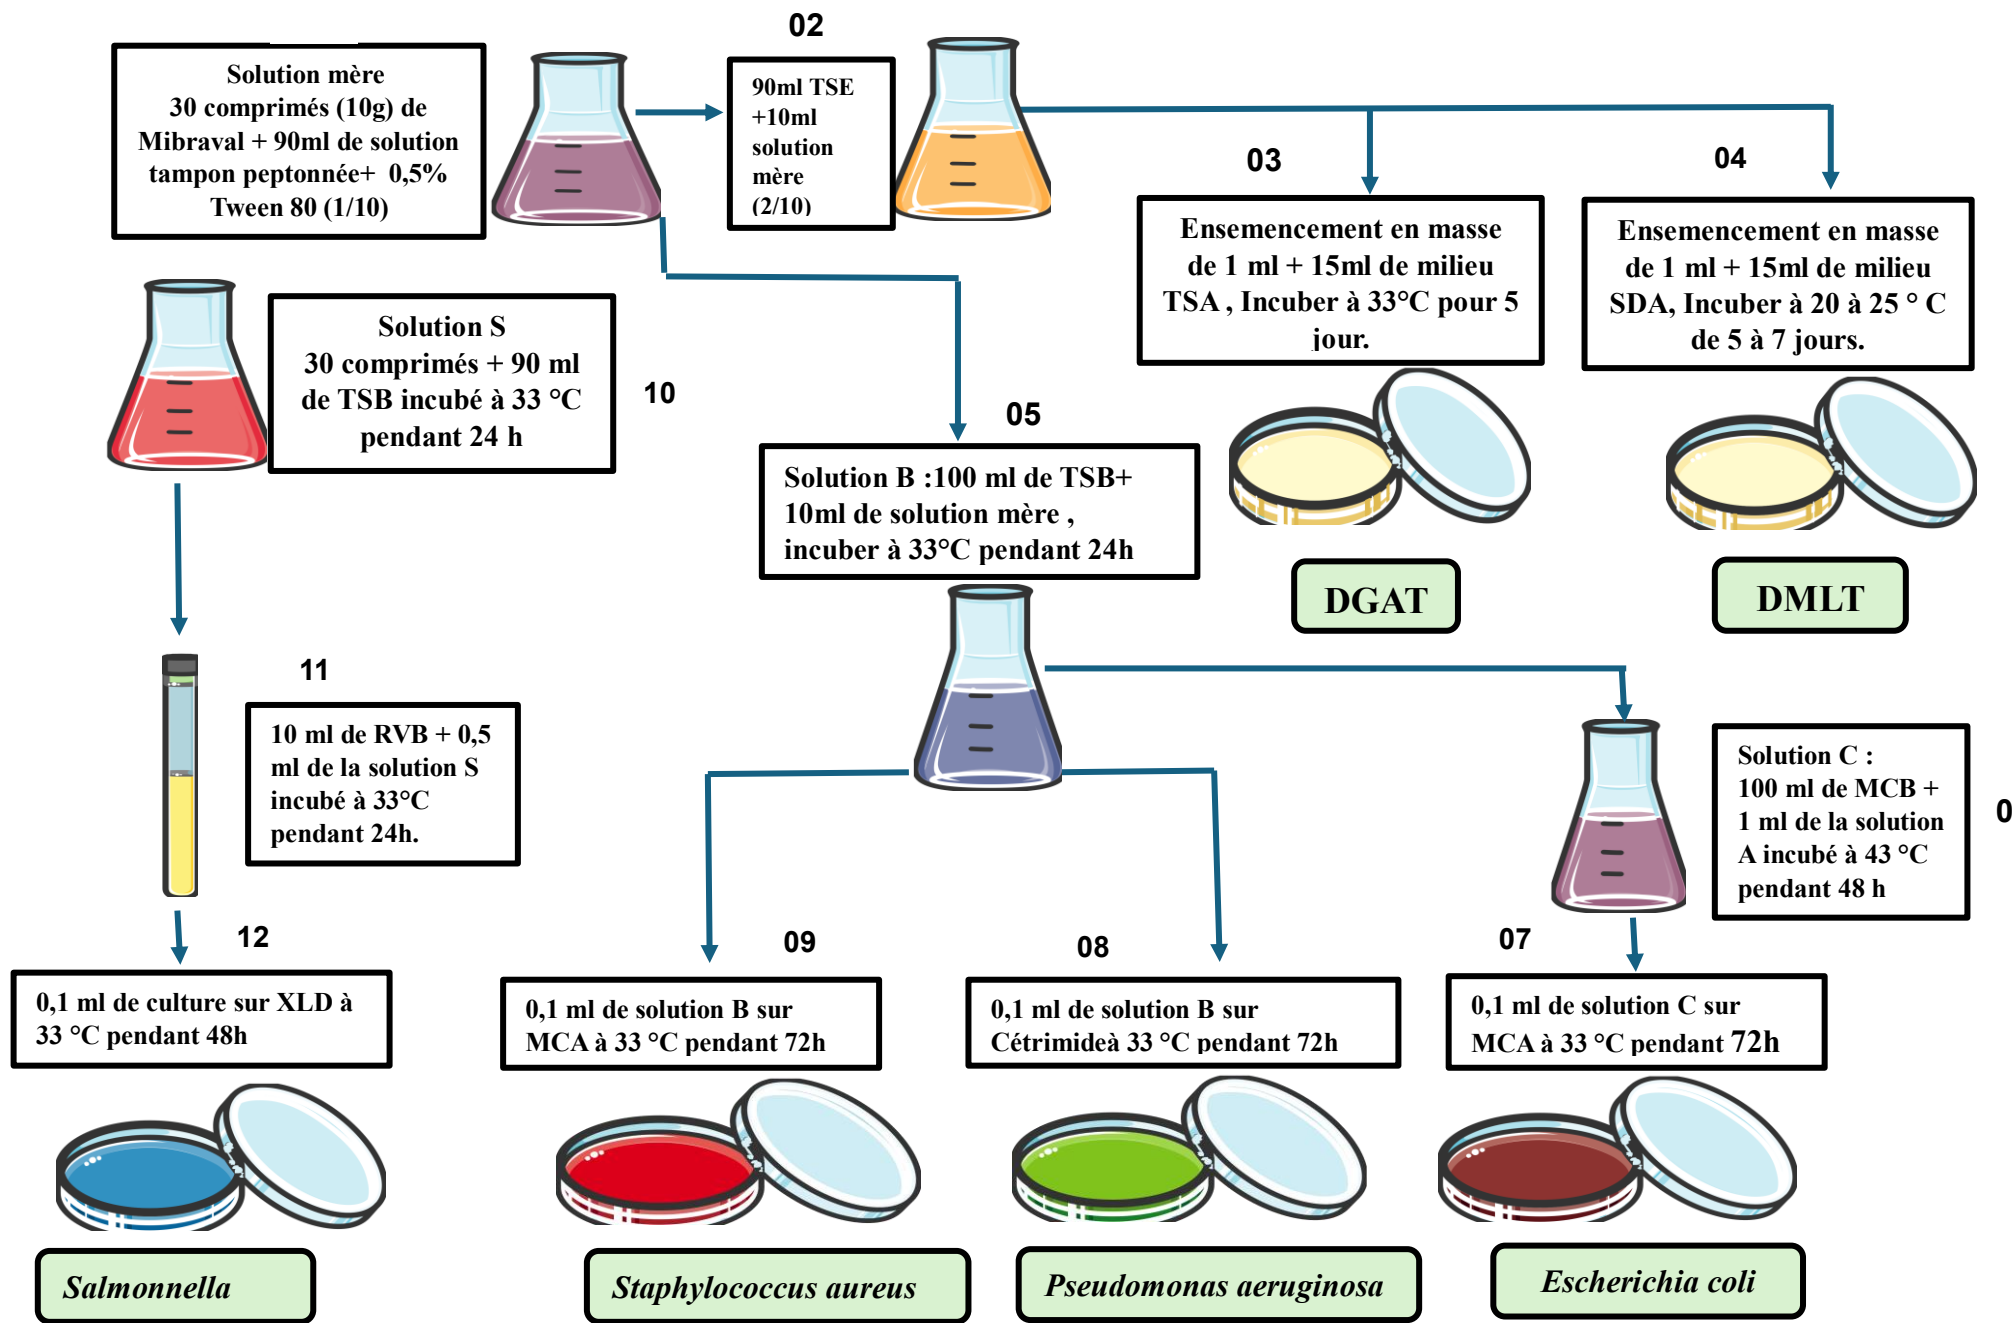 Solution mère
30 comprimés (10g) de
Mibraval + 90ml de solution
tampon peptonnée+ 0,5%
Tween 80 (1/10)
02
90ml TSE
+10ml
solution
mère
(2/10)
03
Ensemencement en masse
de 1 ml + 15ml de milieu
TSA , Incuber à 33°C pour 5
jour.
04
Ensemencement en masse
de 1 ml + 15ml de milieu
SDA, Incuber à 20 à 25 ° C
de 5 à 7 jours.
Solution S
30 comprimés + 90 ml
de TSB incubé à 33 °C
pendant 24 h
10
05
Solution B :100 ml de TSB+
10ml de solution mère ,
incuber à 33°C pendant 24h
DGAT
DMLT
11
10 ml de RVB + 0,5
ml de la solution S
incubé à 33°C
pendant 24h.
Solution C :
100 ml de MCB +
1 ml de la solution
A incubé à 43 °C
pendant 48 h
0
12
0,1 ml de culture sur XLD à
33 °C pendant 48h
09
0,1 ml de solution B sur
MCA à 33 °C pendant 72h
08
0,1 ml de solution B sur
Cétrimideà 33 °C pendant 72h
07
0,1 ml de solution C sur
MCA à 33 °C pendant 72h
Salmonnella
Staphylococcus aureus
Pseudomonas aeruginosa
Escherichia coli